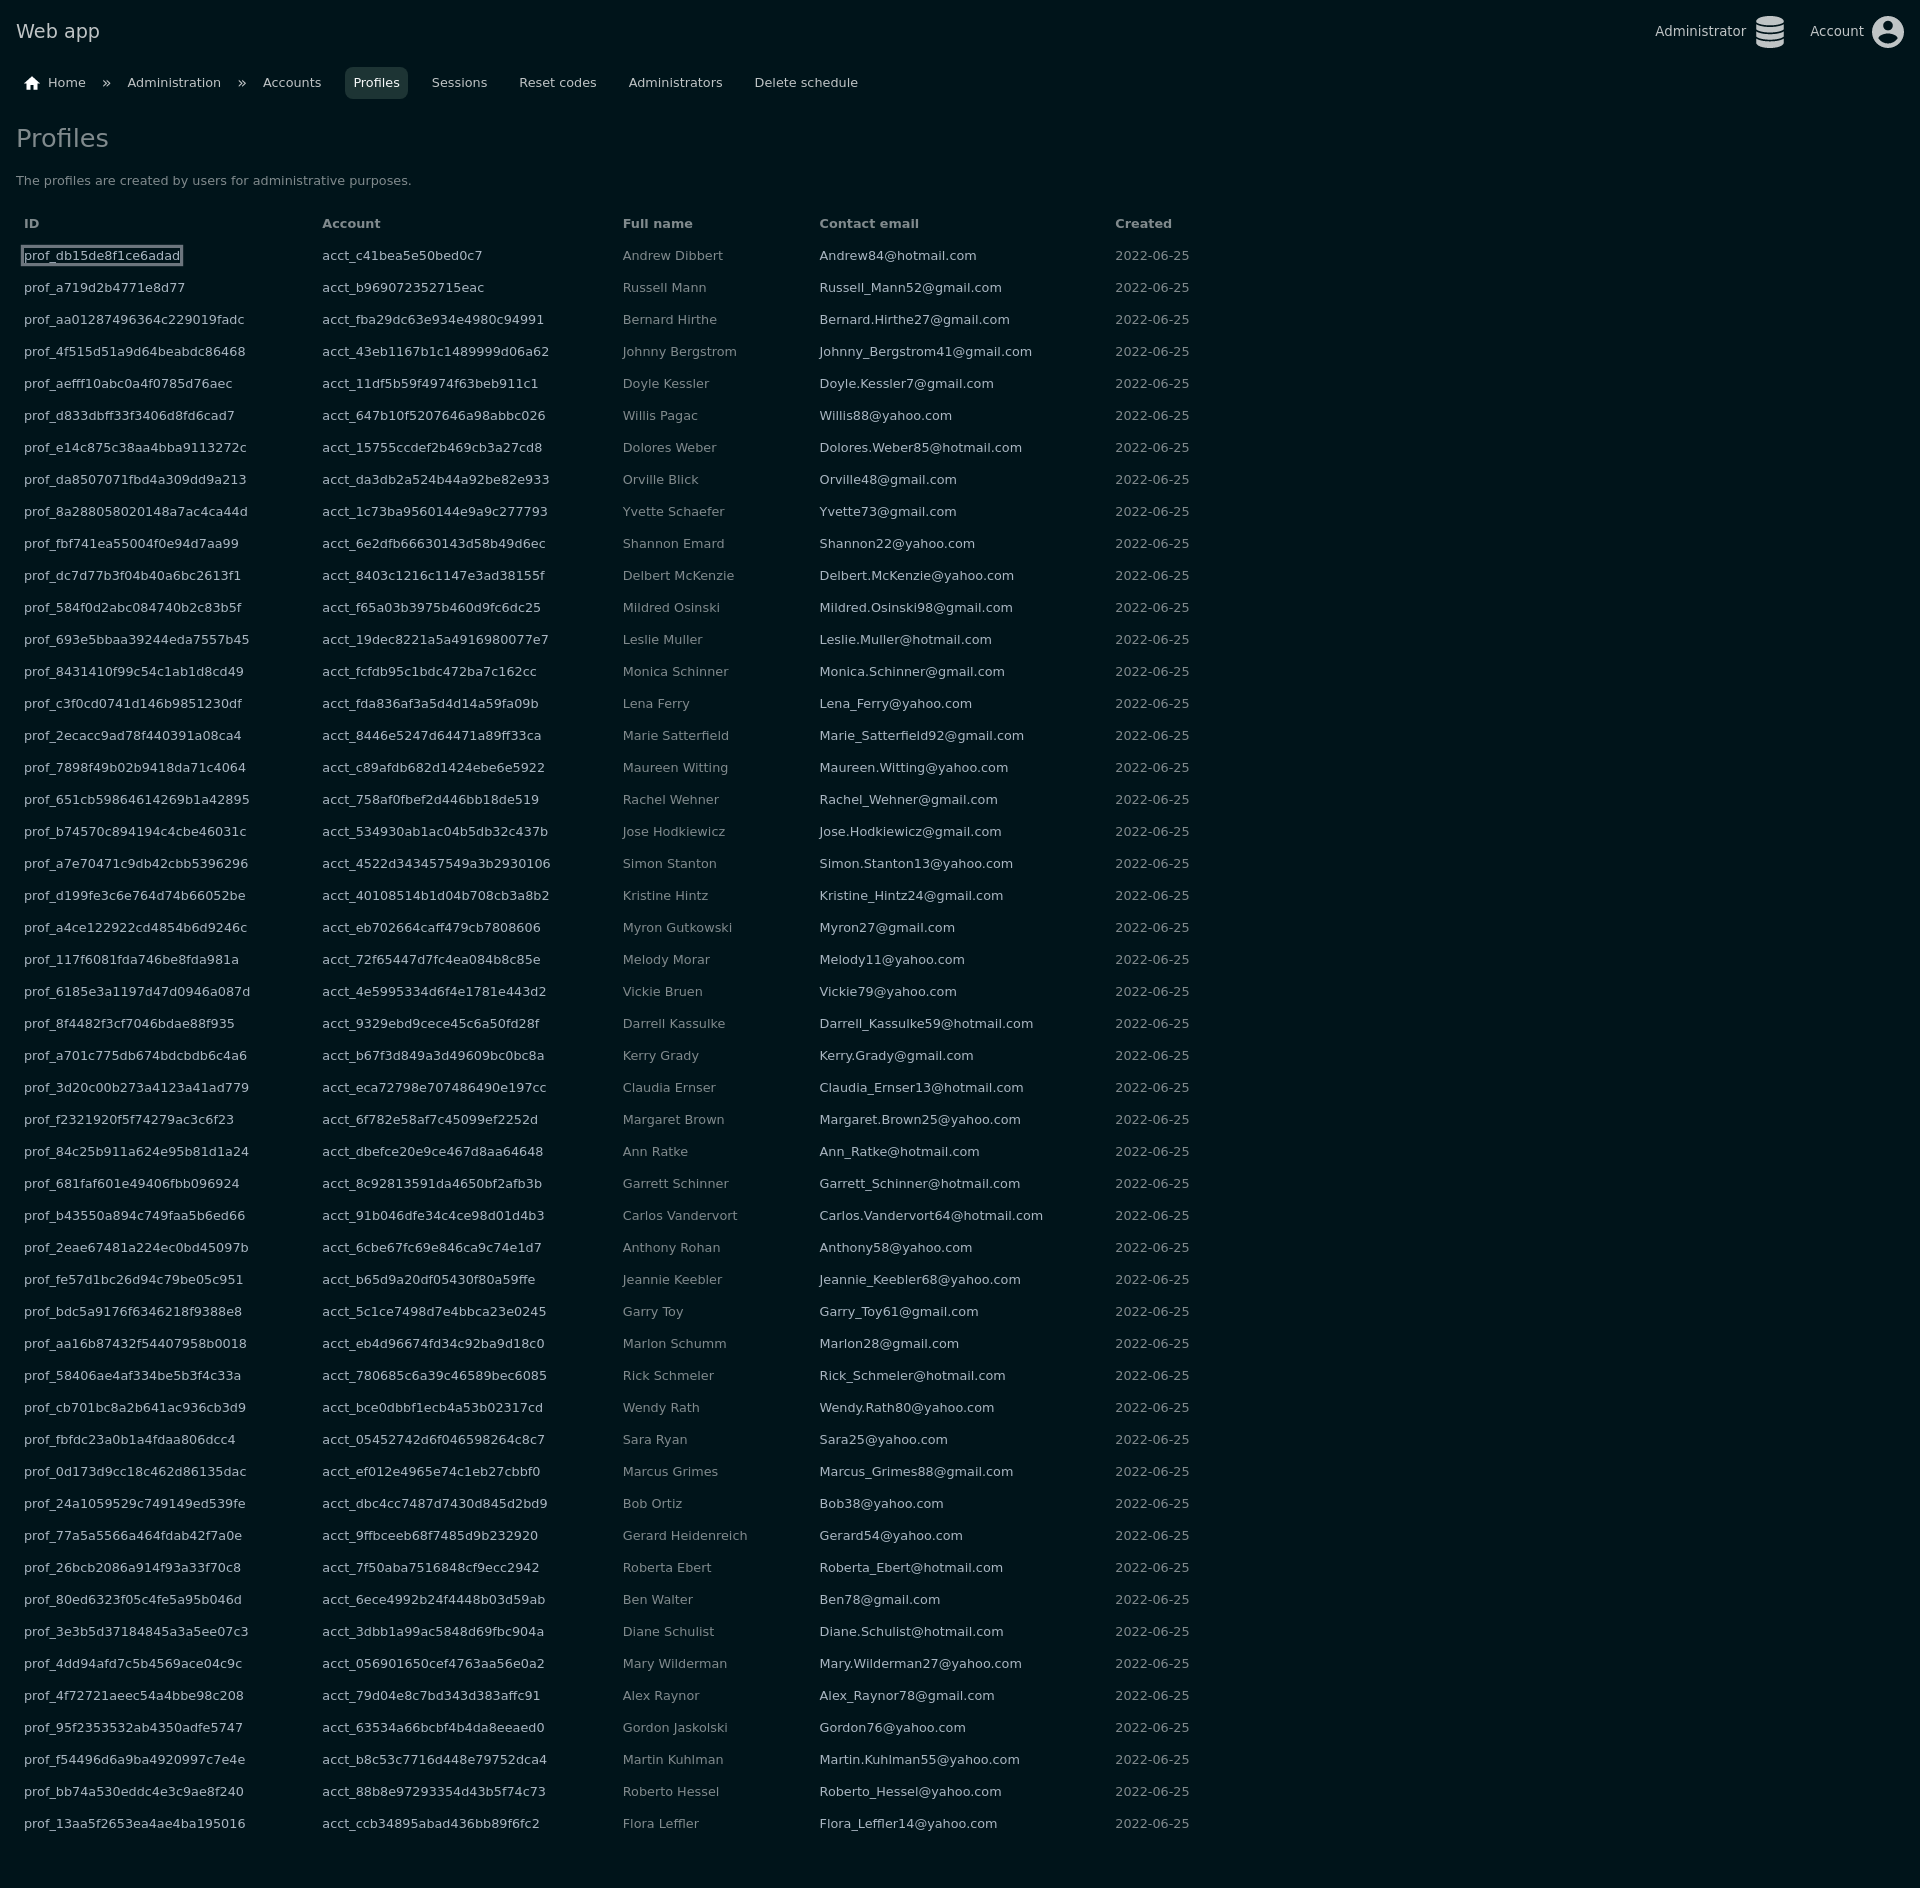 Web app
Administrator Account
Home » Administration » Accounts Profiles Sessions Reset codes Administrators Delete schedule
Profiles
The profiles are created by users for administrative purposes.
ID Account Full name Contact email Created
prof_db15de8f1ce6adad acct_c41bea5e50bed0c7 Andrew Dibbert Andrew84@hotmail.com 2022-06-25
prof_a719d2b4771e8d77 acct_b969072352715eac Russell Mann Russell_Mann52@gmail.com 2022-06-25
prof_aa01287496364c229019fadc acct_fba29dc63e934e4980c94991 Bernard Hirthe Bernard.Hirthe27@gmail.com 2022-06-25
prof_4f515d51a9d64beabdc86468 acct_43eb1167b1c1489999d06a62 Johnny Bergstrom Johnny_Bergstrom41@gmail.com 2022-06-25
prof_aefff10abc0a4f0785d76aec acct_11df5b59f4974f63beb911c1 Doyle Kessler Doyle.Kessler7@gmail.com 2022-06-25
prof_d833dbff33f3406d8fd6cad7 acct_647b10f5207646a98abbc026 Willis Pagac Willis88@yahoo.com 2022-06-25
prof_e14c875c38aa4bba9113272c acct_15755ccdef2b469cb3a27cd8 Dolores Weber Dolores.Weber85@hotmail.com 2022-06-25
prof_da8507071fbd4a309dd9a213 acct_da3db2a524b44a92be82e933 Orville Blick Orville48@gmail.com 2022-06-25
prof_8a288058020148a7ac4ca44d acct_1c73ba9560144e9a9c277793 Yvette Schaefer Yvette73@gmail.com 2022-06-25
prof_fbf741ea55004f0e94d7aa99 acct_6e2dfb66630143d58b49d6ec Shannon Emard Shannon22@yahoo.com 2022-06-25
prof_dc7d77b3f04b40a6bc2613f1 acct_8403c1216c1147e3ad38155f Delbert McKenzie Delbert.McKenzie@yahoo.com 2022-06-25
prof_584f0d2abc084740b2c83b5f acct_f65a03b3975b460d9fc6dc25 Mildred Osinski Mildred.Osinski98@gmail.com 2022-06-25
prof_693e5bbaa39244eda7557b45 acct_19dec8221a5a4916980077e7 Leslie Muller Leslie.Muller@hotmail.com 2022-06-25
prof_8431410f99c54c1ab1d8cd49 acct_fcfdb95c1bdc472ba7c162cc Monica Schinner Monica.Schinner@gmail.com 2022-06-25
prof_c3f0cd0741d146b9851230df acct_fda836af3a5d4d14a59fa09b Lena Ferry Lena_Ferry@yahoo.com 2022-06-25
prof_2ecacc9ad78f440391a08ca4 acct_8446e5247d64471a89ff33ca Marie Satterfield Marie_Satterfield92@gmail.com 2022-06-25
prof_7898f49b02b9418da71c4064 acct_c89afdb682d1424ebe6e5922 Maureen Witting Maureen.Witting@yahoo.com 2022-06-25
prof_651cb59864614269b1a42895 acct_758af0fbef2d446bb18de519 Rachel Wehner Rachel_Wehner@gmail.com 2022-06-25
prof_b74570c894194c4cbe46031c acct_534930ab1ac04b5db32c437b Jose Hodkiewicz Jose.Hodkiewicz@gmail.com 2022-06-25
prof_a7e70471c9db42cbb5396296 acct_4522d343457549a3b2930106 Simon Stanton Simon.Stanton13@yahoo.com 2022-06-25
prof_d199fe3c6e764d74b66052be acct_40108514b1d04b708cb3a8b2 Kristine Hintz Kristine_Hintz24@gmail.com 2022-06-25
prof_a4ce122922cd4854b6d9246c acct_eb702664caff479cb7808606 Myron Gutkowski Myron27@gmail.com 2022-06-25
prof_117f6081fda746be8fda981a acct_72f65447d7fc4ea084b8c85e Melody Morar Melody11@yahoo.com 2022-06-25
prof_6185e3a1197d47d0946a087d acct_4e5995334d6f4e1781e443d2 Vickie Bruen Vickie79@yahoo.com 2022-06-25
prof_8f4482f3cf7046bdae88f935 acct_9329ebd9cece45c6a50fd28f Darrell Kassulke Darrell_Kassulke59@hotmail.com 2022-06-25
prof_a701c775db674bdcbdb6c4a6 acct_b67f3d849a3d49609bc0bc8a Kerry Grady Kerry.Grady@gmail.com 2022-06-25
prof_3d20c00b273a4123a41ad779 acct_eca72798e707486490e197cc Claudia Ernser Claudia_Ernser13@hotmail.com 2022-06-25
prof_f2321920f5f74279ac3c6f23 acct_6f782e58af7c45099ef2252d Margaret Brown Margaret.Brown25@yahoo.com 2022-06-25
prof_84c25b911a624e95b81d1a24 acct_dbefce20e9ce467d8aa64648 Ann Ratke Ann_Ratke@hotmail.com 2022-06-25
prof_681faf601e49406fbb096924 acct_8c92813591da4650bf2afb3b Garrett Schinner Garrett_Schinner@hotmail.com 2022-06-25
prof_b43550a894c749faa5b6ed66 acct_91b046dfe34c4ce98d01d4b3 Carlos Vandervort Carlos.Vandervort64@hotmail.com 2022-06-25
prof_2eae67481a224ec0bd45097b acct_6cbe67fc69e846ca9c74e1d7 Anthony Rohan Anthony58@yahoo.com 2022-06-25
prof_fe57d1bc26d94c79be05c951 acct_b65d9a20df05430f80a59ffe Jeannie Keebler Jeannie_Keebler68@yahoo.com 2022-06-25
prof_bdc5a9176f6346218f9388e8 acct_5c1ce7498d7e4bbca23e0245 Garry Toy Garry_Toy61@gmail.com 2022-06-25
prof_aa16b87432f54407958b0018 acct_eb4d96674fd34c92ba9d18c0 Marlon Schumm Marlon28@gmail.com 2022-06-25
prof_58406ae4af334be5b3f4c33a acct_780685c6a39c46589bec6085 Rick Schmeler Rick_Schmeler@hotmail.com 2022-06-25
prof_cb701bc8a2b641ac936cb3d9 acct_bce0dbbf1ecb4a53b02317cd Wendy Rath Wendy.Rath80@yahoo.com 2022-06-25
prof_fbfdc23a0b1a4fdaa806dcc4 acct_05452742d6f046598264c8c7 Sara Ryan Sara25@yahoo.com 2022-06-25
prof_0d173d9cc18c462d86135dac acct_ef012e4965e74c1eb27cbbf0 Marcus Grimes Marcus_Grimes88@gmail.com 2022-06-25
prof_24a1059529c749149ed539fe acct_dbc4cc7487d7430d845d2bd9 Bob Ortiz Bob38@yahoo.com 2022-06-25
prof_77a5a5566a464fdab42f7a0e acct_9ffbceeb68f7485d9b232920 Gerard Heidenreich Gerard54@yahoo.com 2022-06-25
prof_26bcb2086a914f93a33f70c8 acct_7f50aba7516848cf9ecc2942 Roberta Ebert Roberta_Ebert@hotmail.com 2022-06-25
prof_80ed6323f05c4fe5a95b046d acct_6ece4992b24f4448b03d59ab Ben Walter Ben78@gmail.com 2022-06-25
prof_3e3b5d37184845a3a5ee07c3 acct_3dbb1a99ac5848d69fbc904a Diane Schulist Diane.Schulist@hotmail.com 2022-06-25
prof_4dd94afd7c5b4569ace04c9c acct_056901650cef4763aa56e0a2 Mary Wilderman Mary.Wilderman27@yahoo.com 2022-06-25
prof_4f72721aeec54a4bbe98c208 acct_79d04e8c7bd343d383affc91 Alex Raynor Alex_Raynor78@gmail.com 2022-06-25
prof_95f2353532ab4350adfe5747 acct_63534a66bcbf4b4da8eeaed0 Gordon Jaskolski Gordon76@yahoo.com 2022-06-25
prof_f54496d6a9ba4920997c7e4e acct_b8c53c7716d448e79752dca4 Martin Kuhlman Martin.Kuhlman55@yahoo.com 2022-06-25
prof_bb74a530eddc4e3c9ae8f240 acct_88b8e97293354d43b5f74c73 Roberto Hessel Roberto_Hessel@yahoo.com 2022-06-25
prof_13aa5f2653ea4ae4ba195016 acct_ccb34895abad436bb89f6fc2 Flora Leffler Flora_Leffler14@yahoo.com 2022-06-25